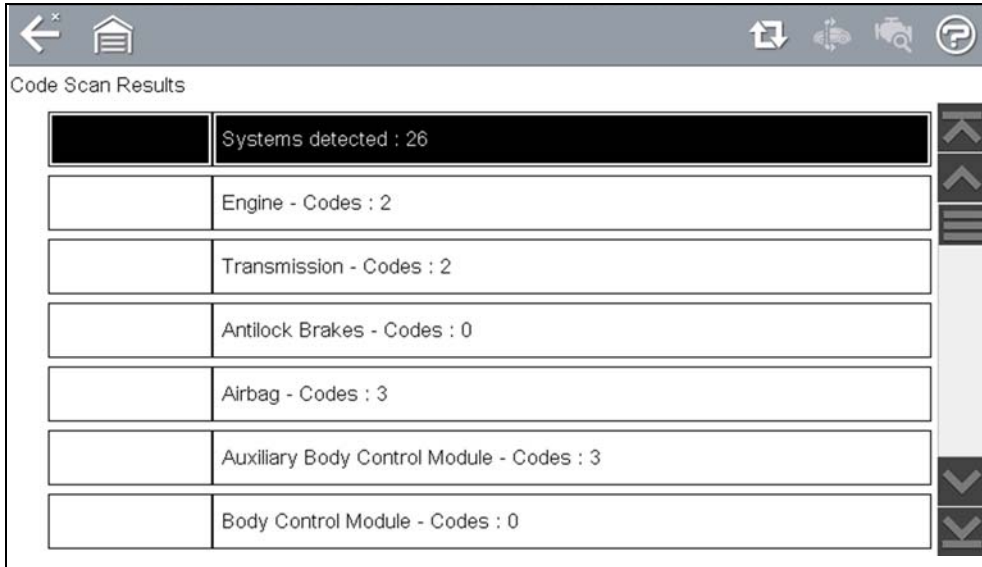 Code Scan Results
Systems detected : 26
Engine - Codes : 2
Transmission - Codes : 2
Antilock Brakes - Codes : 0
Airbag - Codes : 3
Auxiliary Body Control Module - Codes : 3
Body Control Module - Codes : 0